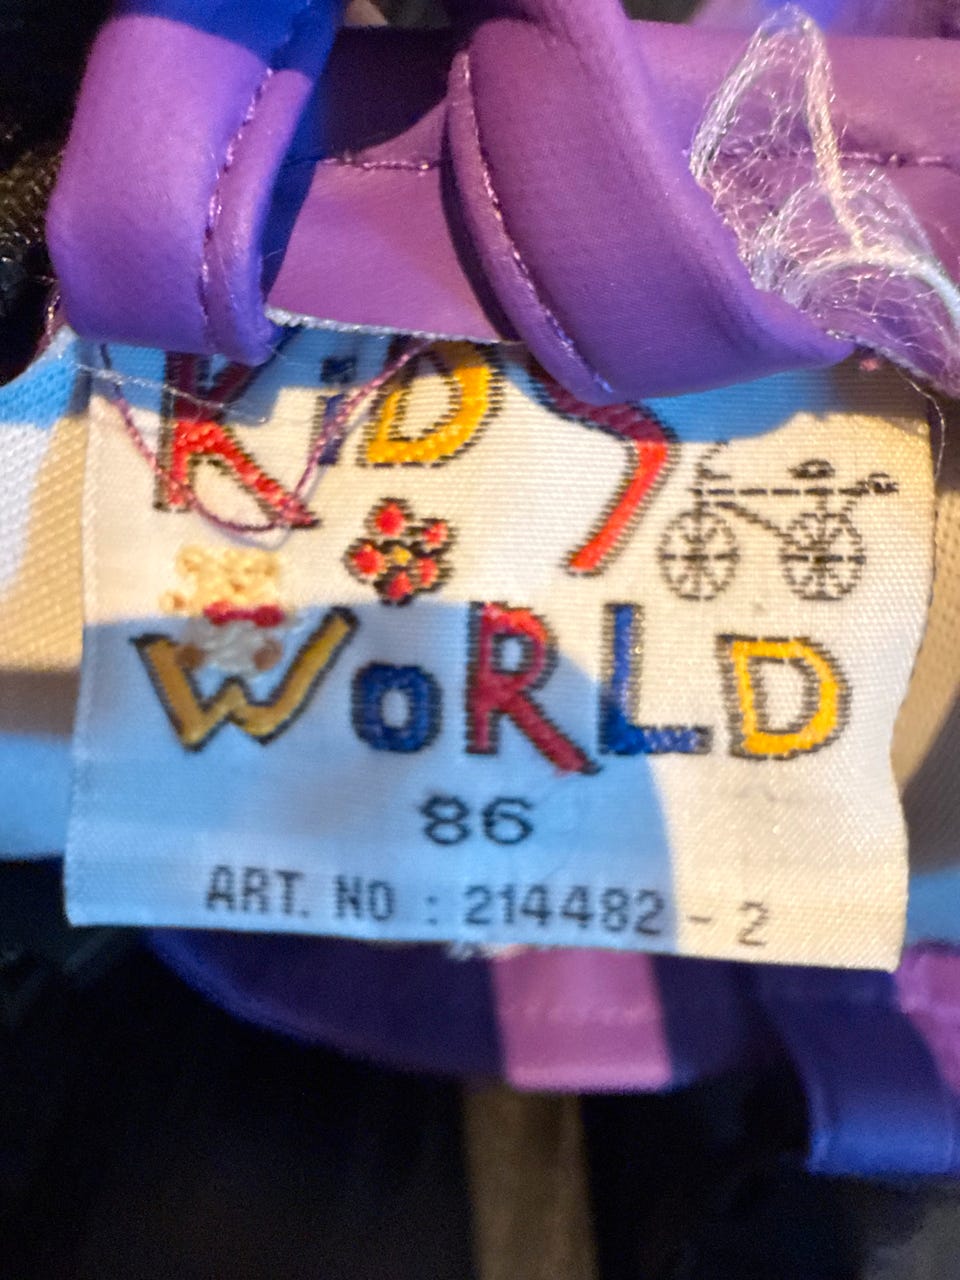 KiDS
WoRLD
86
ART. NO : 214482 - 2